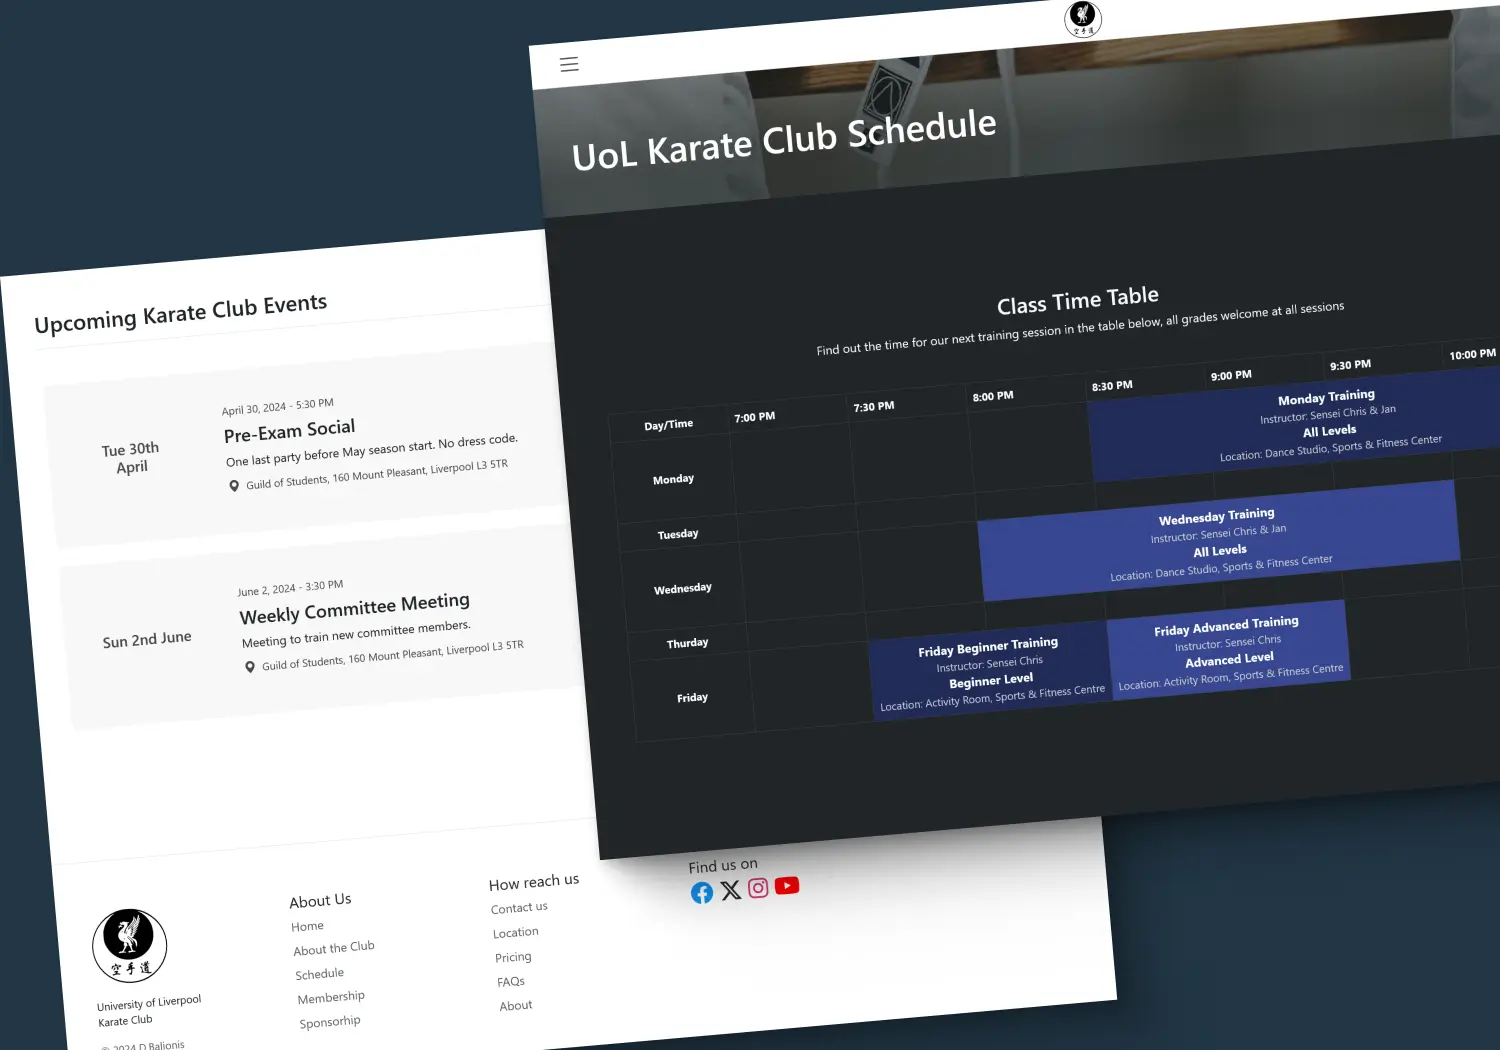 空手道
UoL Karate Club Schedule
Class Time Table
Find out the time for our next training session in the table below, all grades welcome at all sessions
Day/Time 7:00 PM 7:30 PM 8:00 PM 8:30 PM 9:00 PM 9:30 PM 10:00 PM
Monday
Monday Training
Instructor: Sensei Chris & Jan
All Levels
Location: Dance Studio, Sports & Fitness Center
Tuesday
Wednesday
Wednesday Training
Instructor: Sensei Chris & Jan
All Levels
Location: Dance Studio, Sports & Fitness Center
Thurday
Friday
Friday Beginner Training
Instructor: Sensei Chris
Beginner Level
Location: Activity Room, Sports & Fitness Centre
Friday Advanced Training
Instructor: Sensei Chris
Advanced Level
Location: Activity Room, Sports & Fitness Centre
Upcoming Karate Club Events
Tue 30th
April
April 30, 2024 - 5:30 PM
Pre-Exam Social
One last party before May season start. No dress code.
Guild of Students, 160 Mount Pleasant, Liverpool L3 5TR
Sun 2nd June
June 2, 2024 - 3:30 PM
Weekly Committee Meeting
Meeting to train new committee members.
Guild of Students, 160 Mount Pleasant, Liverpool L3 5TR
空手道
University of Liverpool
Karate Club
© 2024 D Balionis
About Us
Home
About the Club
Schedule
Membership
Sponsorhip
How reach us
Contact us
Location
Pricing
FAQs
About
Find us on